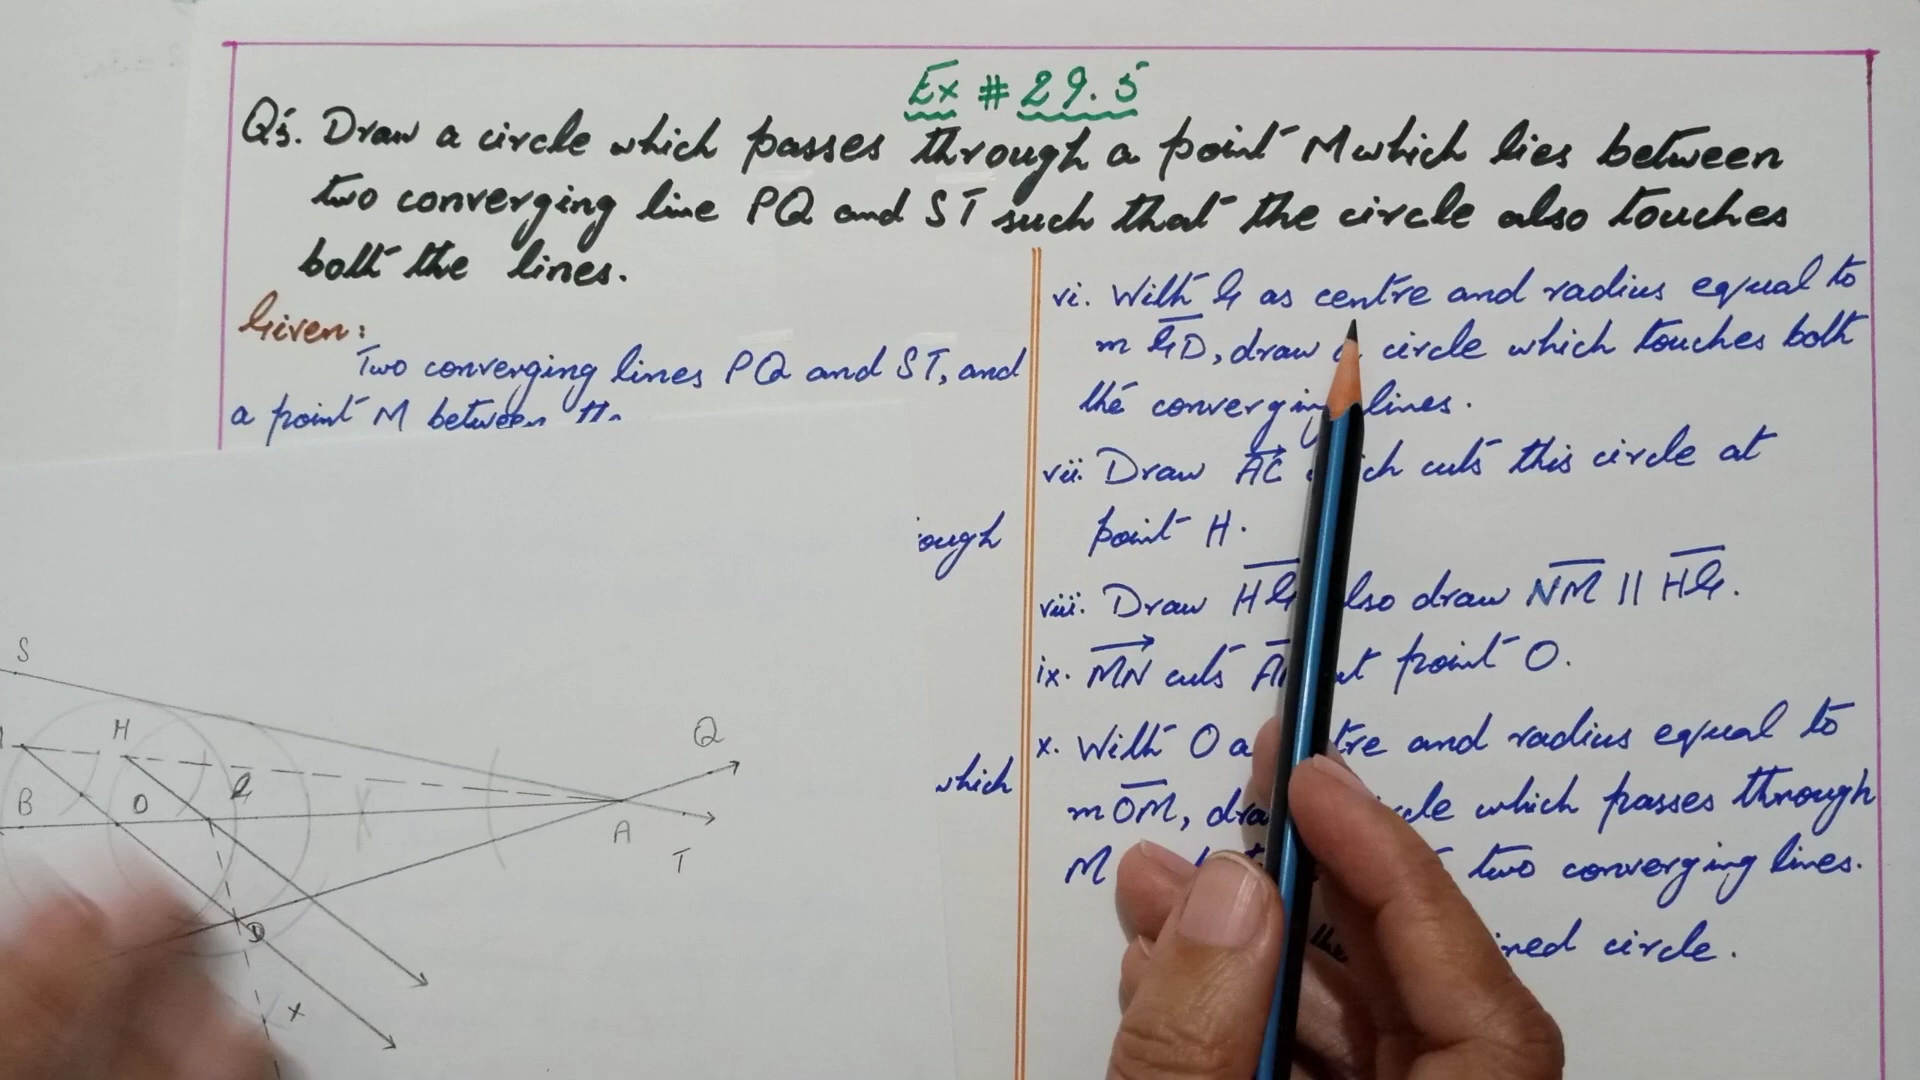 Ex # 29.5
Q5. Draw a circle which passes through a point M which lies between
two converging line PQ and ST such that the circle also touches
both the lines.
Given:
Two converging lines PQ and ST, and
a point M between
ough
which
vi. With G as centre and radius equal to
m GD, draw circle which touches both
the converging lines.
vii. Draw AC cuts this circle at
point H.
viii. Draw HG also draw NM || HG.
ix. MN cuts at point O.
x. With O and radius equal to
m OM, which passes through
M two converging lines.
circle.
S
H
Q
G
B
O
A
T
D
X